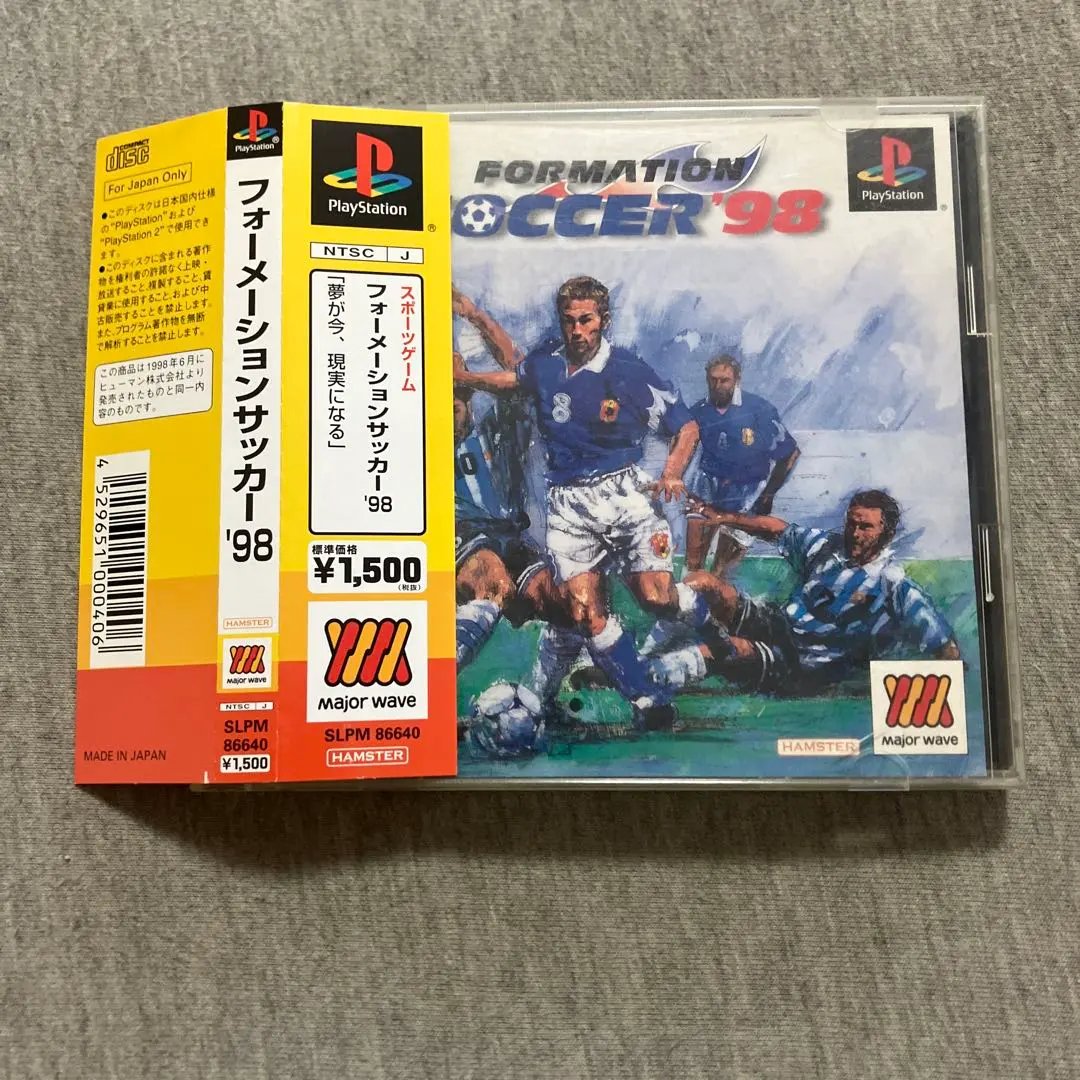 COMPACT
disc
For Japan Only
●このディスクは日本国内仕様
の"PlayStation"および
"PlayStation 2"で使用でき
ます。
●このディスクに含まれる著作
物を権利者の許諾なく上映・
放送すること、複製すること、賃
貸業に使用すること、および中
古販売することを禁止します。
また、プログラム著作物を無断
で解析することを禁止します。
この商品は1998年6月に
ヒューマン株式会社より
発売されたものと同一内
容のものです。
4 529651 000406
MADE IN JAPAN
PlayStation®
フォーメーションサッカー'98
HAMSTER
major wave
NTSC J
SLPM
86640
¥1,500
PlayStation
®
NTSC J
スポーツゲーム
フォーメーションサッカー'98
「夢が今、現実になる」
標準価格
¥1,500
(税抜)
major wave
SLPM 86640
HAMSTER
FORMATION
OCCER '98
PlayStation
®
8
HAMSTER
major wave